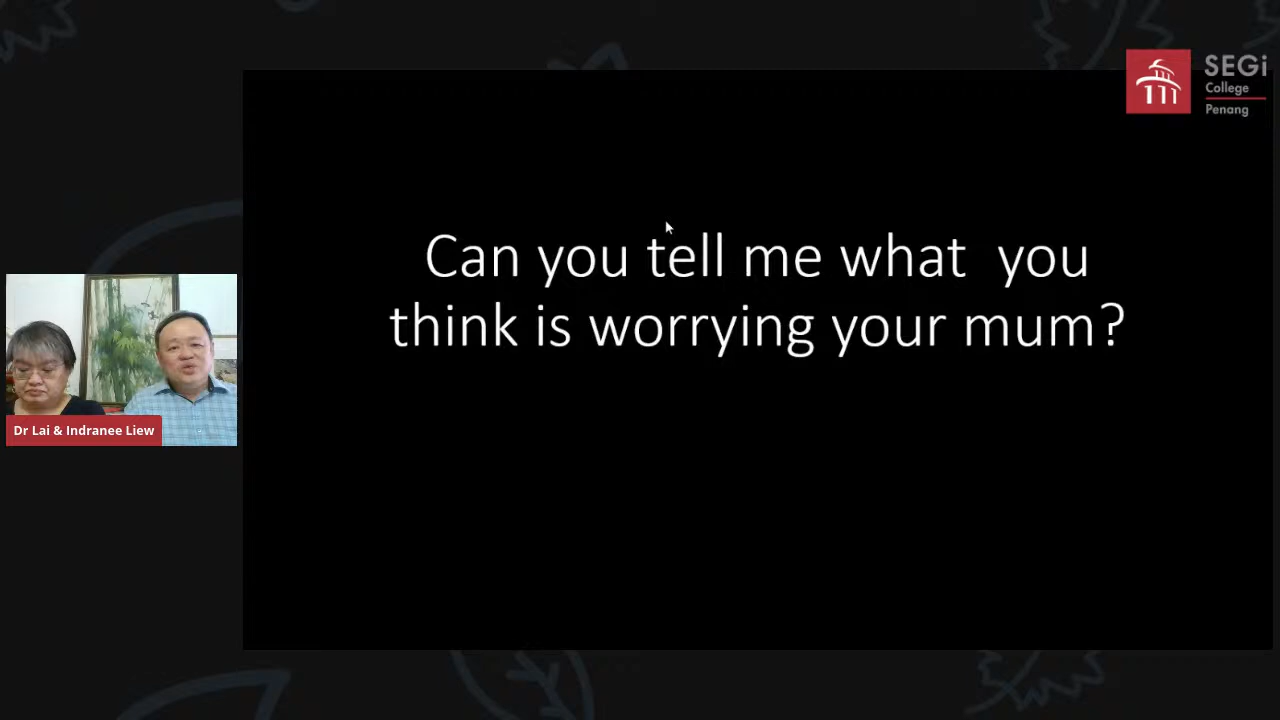 SEGi
College
Penang
Can you tell me what  you
think is worrying your mum?
Dr Lai & Indranee Liew